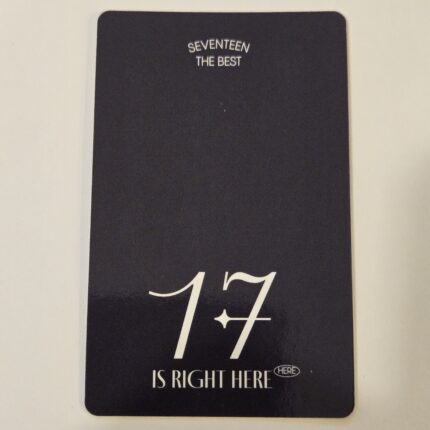 SEVENTEEN
THE BEST
17
IS RIGHT HERE HERE